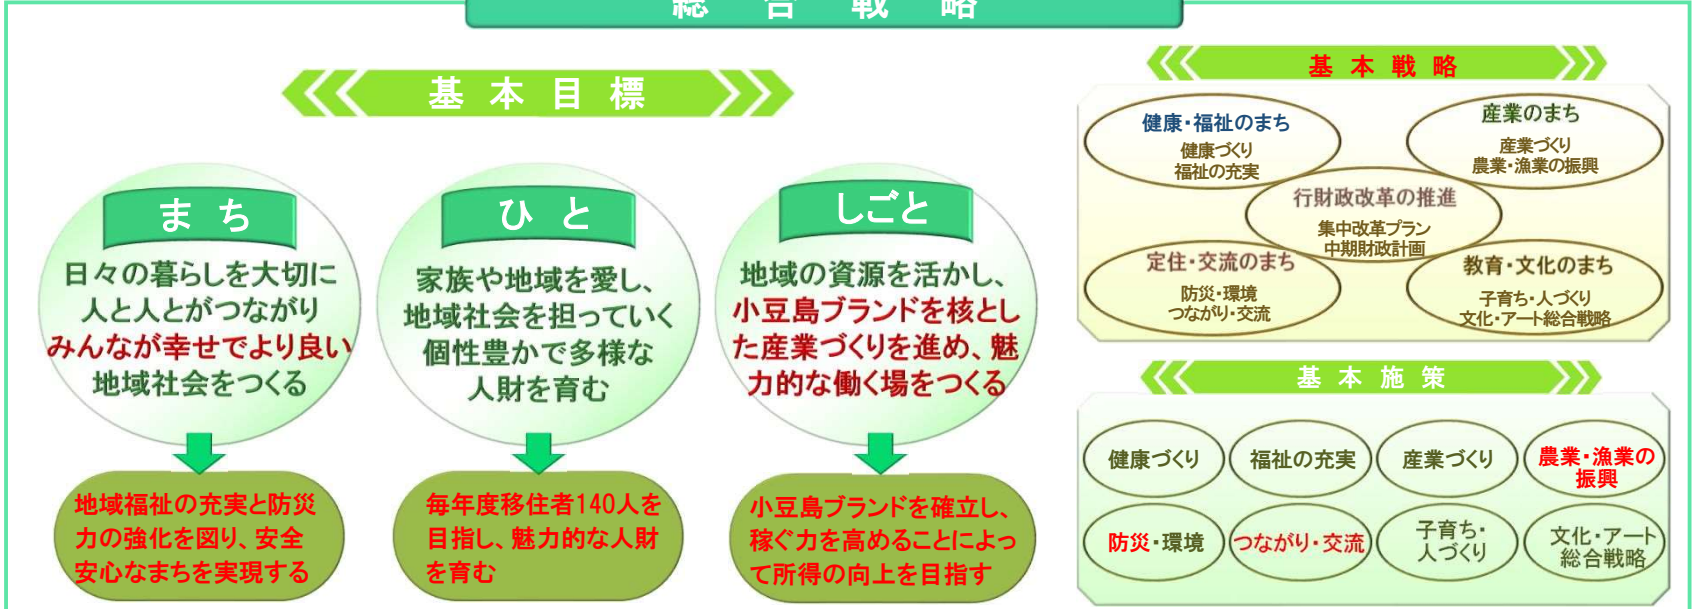 総合戦略
基本目標
まち
日々の暮らしを大切に
人と人とがつながり
みんなが幸せでより良い
地域社会をつくる
地域福祉の充実と防災
力の強化を図り、安全
安心なまちを実現する
ひと
家族や地域を愛し、
地域社会を担っていく
個性豊かで多様な
人財を育む
毎年度移住者140人を
目指し、魅力的な人財
を育む
しごと
地域の資源を活かし、
小豆島ブランドを核とし
た産業づくりを進め、魅
力的な働く場をつくる
小豆島ブランドを確立し、
稼ぐ力を高めることによっ
て所得の向上を目指す
基本戦略
健康・福祉のまち
健康づくり
福祉の充実
産業のまち
産業づくり
農業・漁業の振興
行財政改革の推進
集中改革プラン
中期財政計画
定住・交流のまち
防災・環境
つながり・交流
教育・文化のまち
子育ち・人づくり
文化・アート総合戦略
基本施策
健康づくり
福祉の充実
産業づくり
農業・漁業の
振興
防災・環境
つながり・交流
子育ち・
人づくり
文化・アート
総合戦略